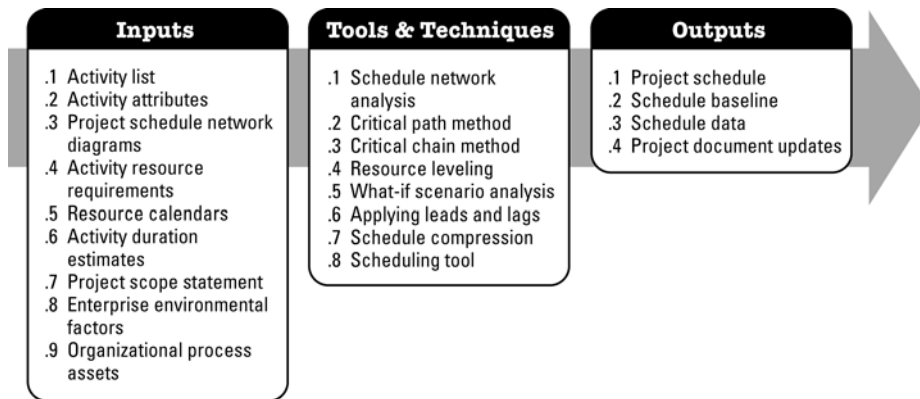 Inputs
.1 Activity list
.2 Activity attributes
.3 Project schedule network
diagrams
.4 Activity resource
requirements
.5 Resource calendars
.6 Activity duration
estimates
.7 Project scope statement
.8 Enterprise environmental
factors
.9 Organizational process
assets
Tools & Techniques
.1 Schedule network
analysis
.2 Critical path method
.3 Critical chain method
.4 Resource leveling
.5 What-if scenario analysis
.6 Applying leads and lags
.7 Schedule compression
.8 Scheduling tool
Outputs
.1 Project schedule
.2 Schedule baseline
.3 Schedule data
.4 Project document updates